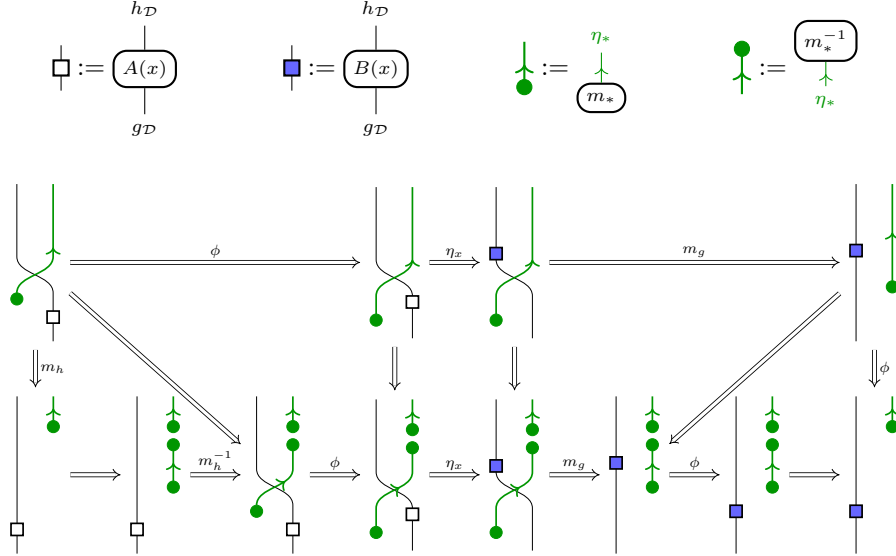 h_𝒟 h_𝒟
:= A(x) := B(x) := η_* m_* := m_*^{-1} η_*
g_𝒟 g_𝒟
ϕ η_x m_g
m_h ϕ
m_h^{-1} ϕ η_x m_g ϕ